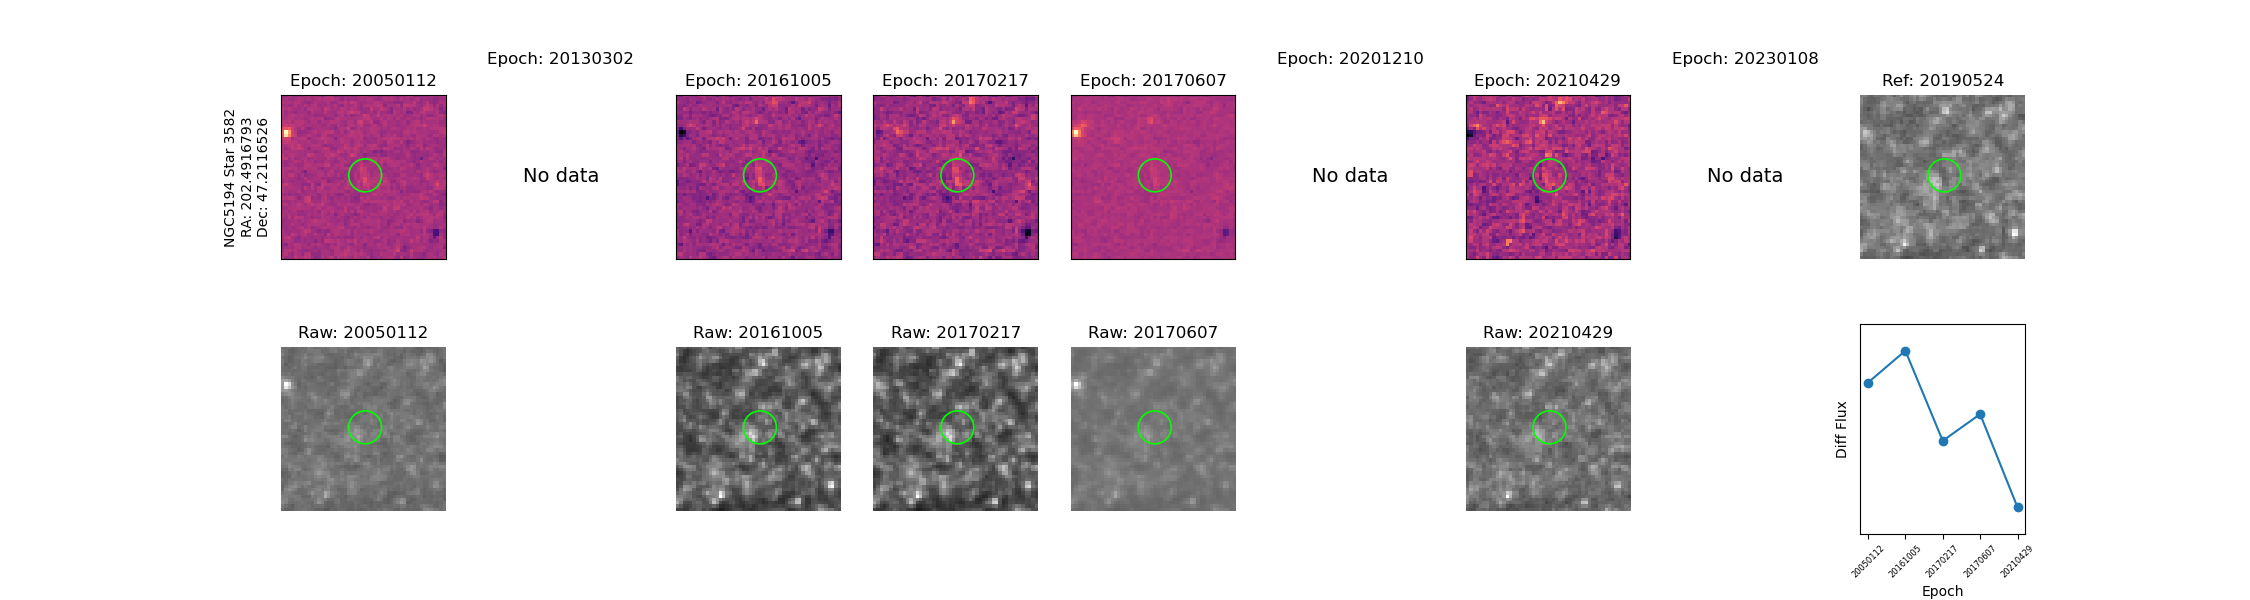 Epoch: 20130302
Epoch: 20201210
Epoch: 20230108
Epoch: 20050112
Epoch: 20161005
Epoch: 20170217
Epoch: 20170607
Epoch: 20210429
Ref: 20190524
NGC5194 Star 3582
RA: 202.4916793
Dec: 47.2116526
No data
No data
No data
Raw: 20050112
Raw: 20161005
Raw: 20170217
Raw: 20170607
Raw: 20210429
Diff Flux
20050112
20161005
20170217
20170607
20210429
Epoch